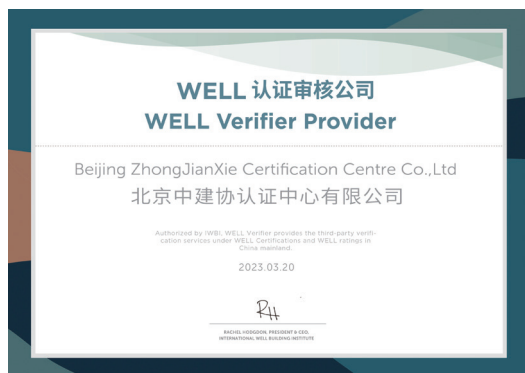 WELL 认证审核公司
WELL Verifier Provider
Beijing ZhongJianXie Certification Centre Co.,Ltd
北京中建协认证中心有限公司
Authorized by IWBI, WELL Verifier provides the third-party verifi-
cation services under WELL Certifications and WELL ratings in
China mainland.
2023.03.20
RH
RACHEL HODGDON, PRESIDENT & CEO,
INTERNATIONAL WELL BUILDING INSTITUTE